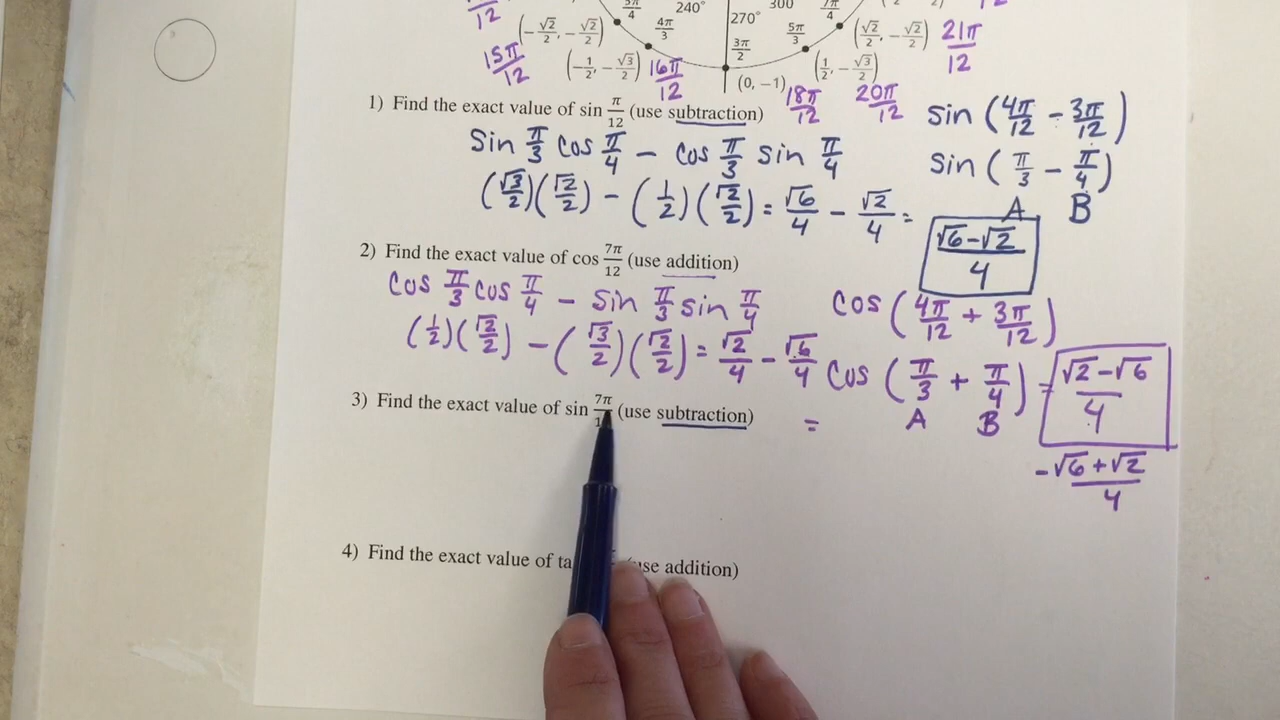 12
5π/4 240° 270° 300 7π/4
(-√2/2, -√2/2) 4π/3 3π/2 5π/3 (√2/2, -√2/2) 21π/12
15π/12 (-1/2, -√3/2) 16π/12 (0, -1) (1/2, -√3/2)
18π/12 20π/12
1) Find the exact value of sin π/12 (use subtraction)
sin (4π/12 - 3π/12)
sin π/3 cos π/4 - cos π/3 sin π/4
sin (π/3 - π/4)
A B
(√3/2)(√2/2) - (1/2)(√2/2) = √6/4 - √2/4 =
√6-√2/4
2) Find the exact value of cos 7π/12 (use addition)
cos π/3 cos π/4 - sin π/3 sin π/4
cos (4π/12 + 3π/12)
(1/2)(√2/2) - (√3/2)(√2/2) = √2/4 - √6/4
cos (π/3 + π/4) = √2-√6/4
= A B
-√6+√2/4
3) Find the exact value of sin 7π/1 (use subtraction)
4) Find the exact value of ta use addition)